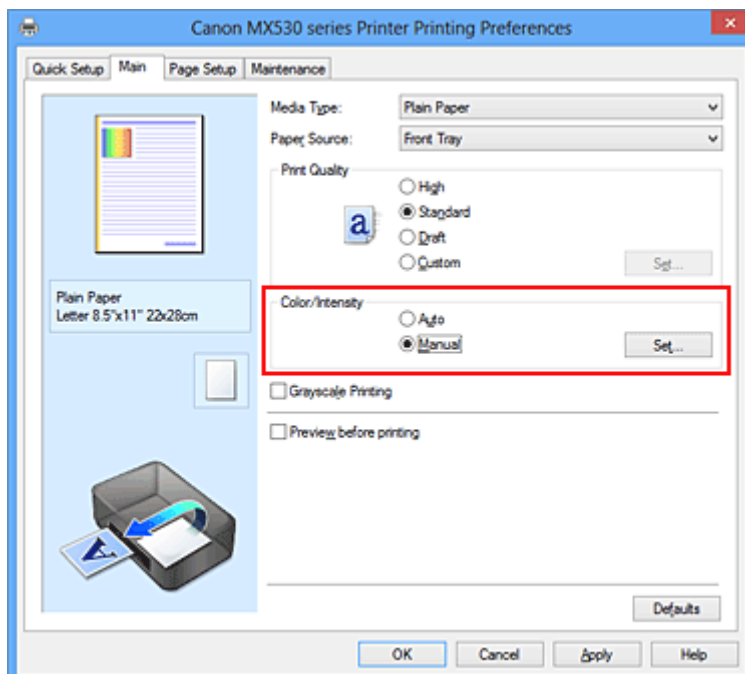 Canon MX530 series Printer Printing Preferences
Quick Setup Main Page Setup Maintenance
Media Type: Plain Paper
Paper Source: Front Tray
Print Quality
High
Standard
Draft
Custom Set...
a
Plain Paper
Letter 8.5"x11" 22x28cm
Color/Intensity
Auto
Manual Set...
Grayscale Printing
Preview before printing
A
Defaults
OK Cancel Apply Help